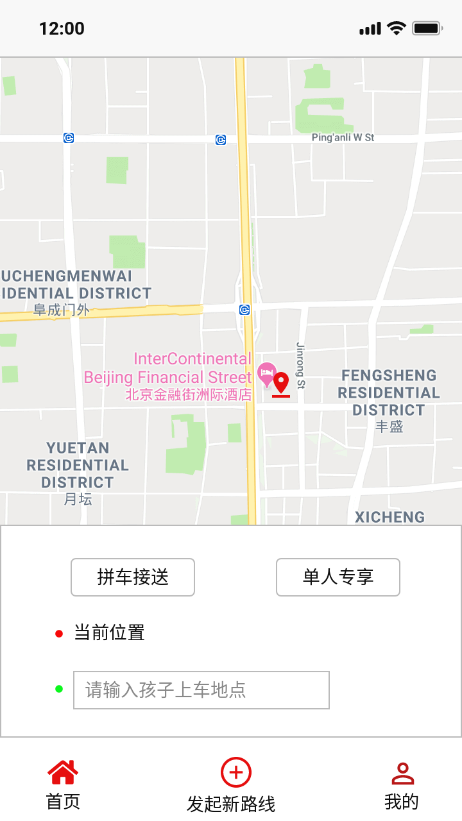 12:00
Ping'anli W St
UCHENGMENWAI
IDENTIAL DISTRICT
阜成门外
InterContinental
Beijing Financial Street
北京金融街洲际酒店
Jinrong St
FENGSHENG
RESIDENTIAL
DISTRICT
丰盛
YUETAN
RESIDENTIAL
DISTRICT
月坛
XICHENG
拼车接送
单人专享
当前位置
请输入孩子上车地点
首页
发起新路线
我的